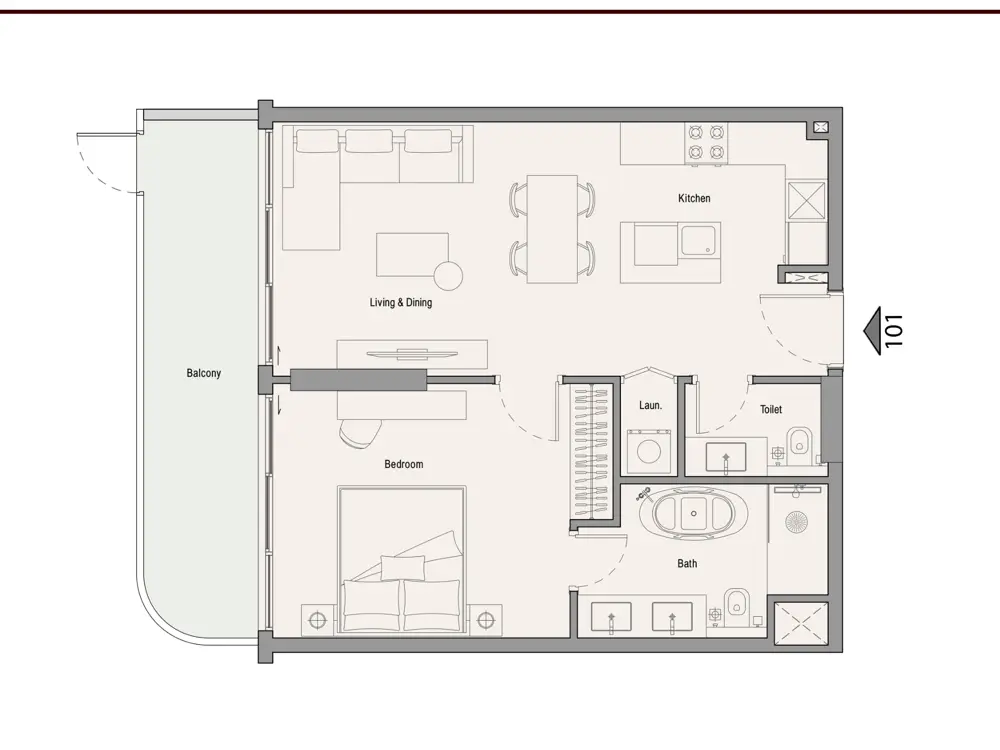 Kitchen
Living & Dining
101
Balcony
Laun.
Toilet
Bedroom
Bath